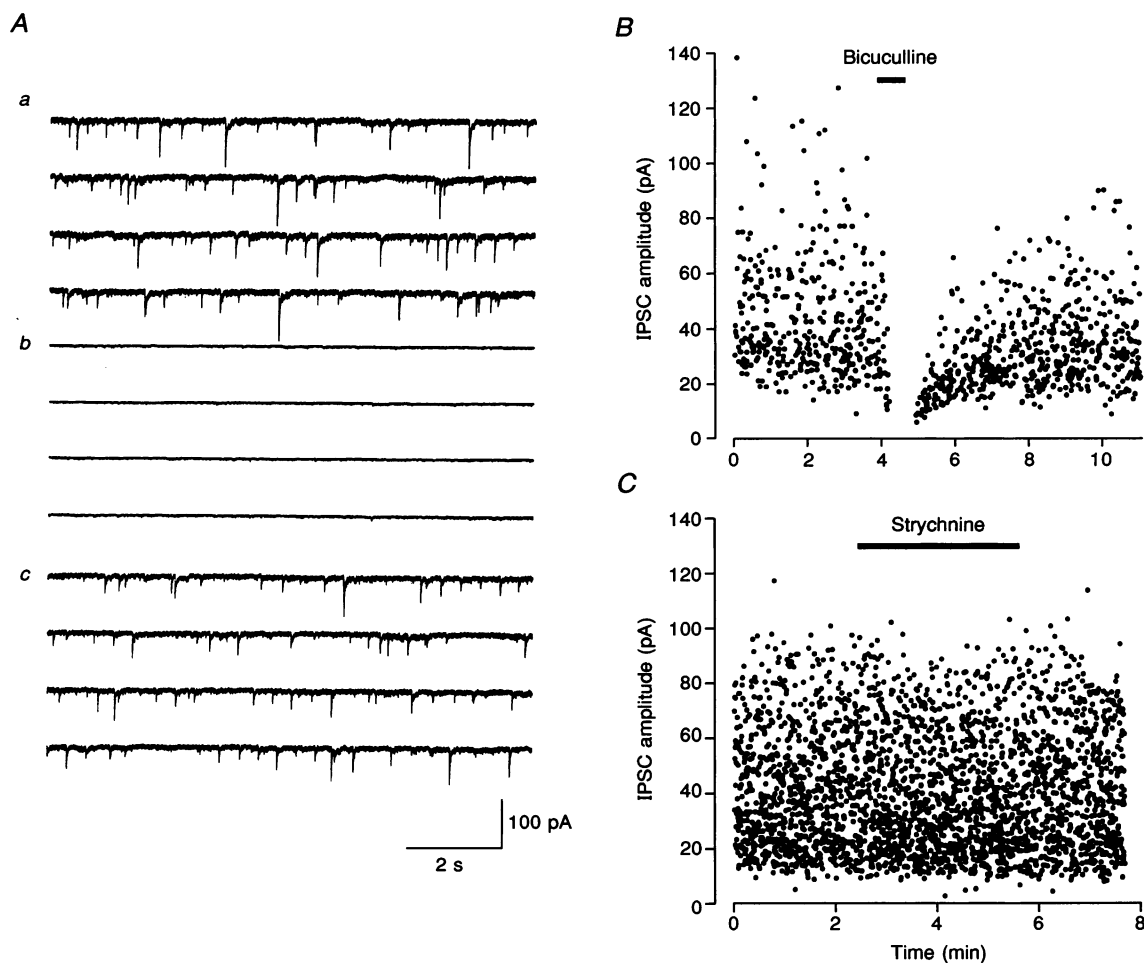 A
a
b
c
100 pA
2 s
B
Bicuculline
140
120
100
80
60
40
20
0
IPSC amplitude (pA)
0 2 4 6 8 10
C
Strychnine
140
120
100
80
60
40
20
0
IPSC amplitude (pA)
0 2 4 6 8
Time (min)